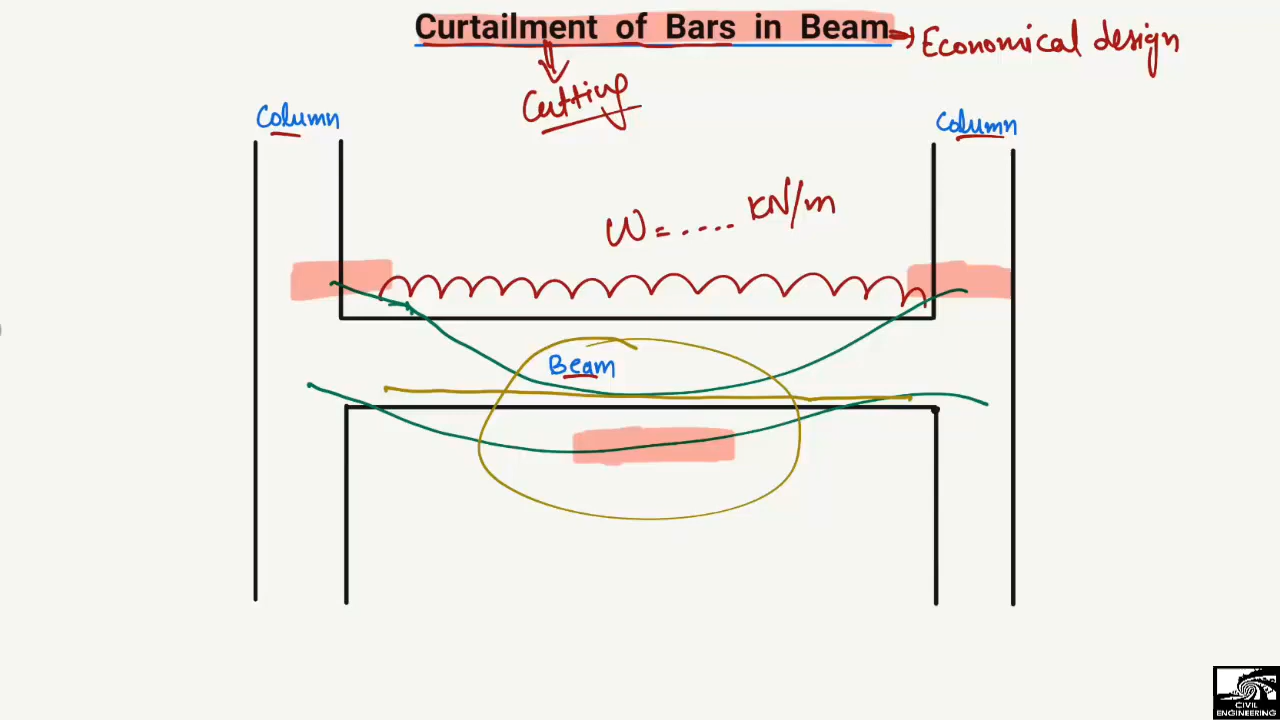 Curtailment of Bars in Beam
Economical design
Cutting
Column
Column
W = ..... kN/m
Beam
CIVIL
ENGINEERING